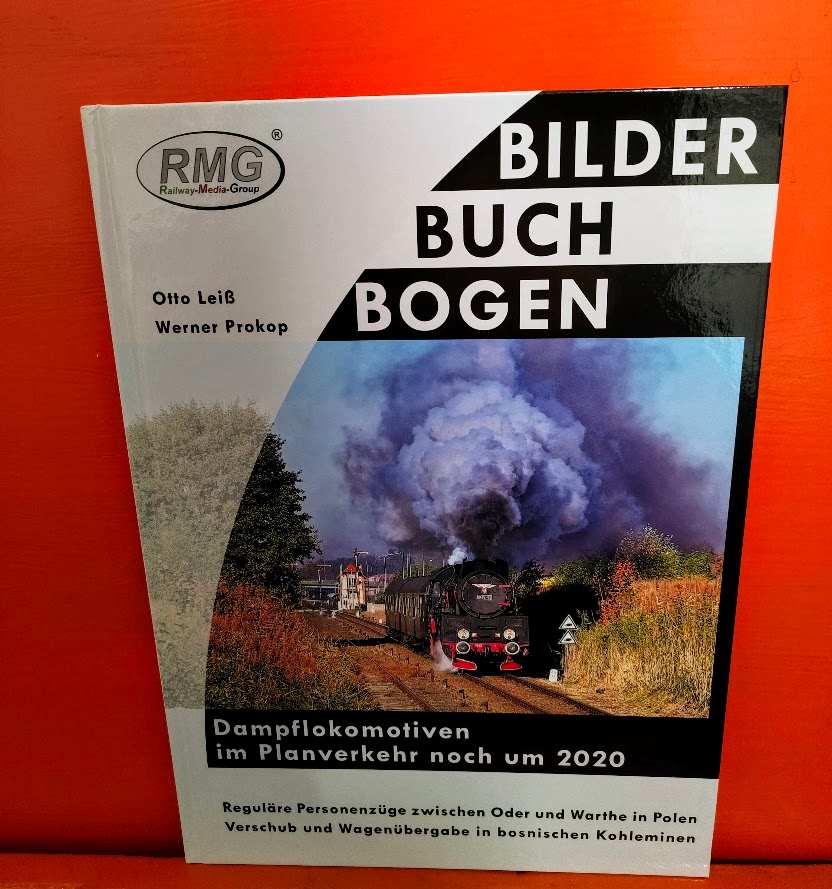 RMG®
Railway-Media-Group
BILDER
BUCH
BOGEN
Otto Leiß
Werner Prokop
Dampflokomotiven
im Planverkehr noch um 2020
Reguläre Personenzüge zwischen Oder und Warthe in Polen
Verschub und Wagenübergabe in bosnischen Kohleminen